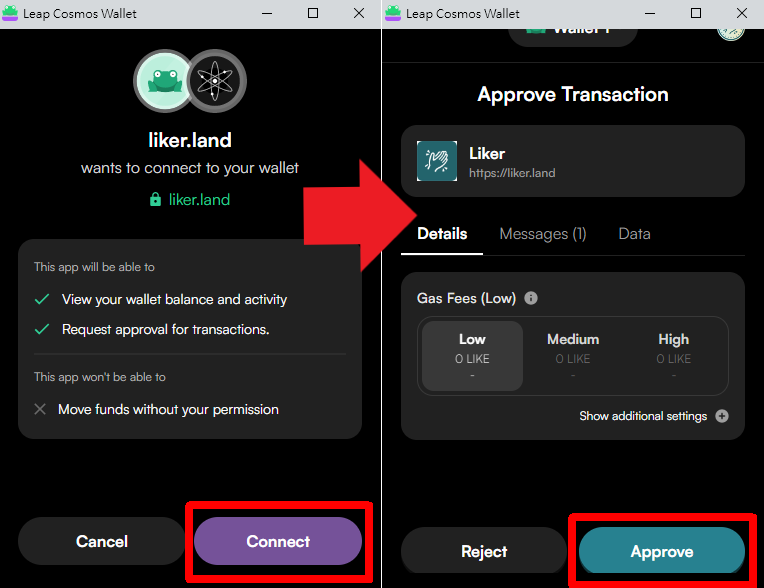 Leap Cosmos Wallet
liker.land
wants to connect to your wallet
liker.land
This app will be able to
View your wallet balance and activity
Request approval for transactions.
This app won't be able to
Move funds without your permission
Cancel
Connect
Leap Cosmos Wallet
Wallet 1
Approve Transaction
Liker
https://liker.land
Details
Messages (1)
Data
Gas Fees (Low)
Low
0 LIKE
-
Medium
0 LIKE
-
High
0 LIKE
-
Show additional settings
Reject
Approve